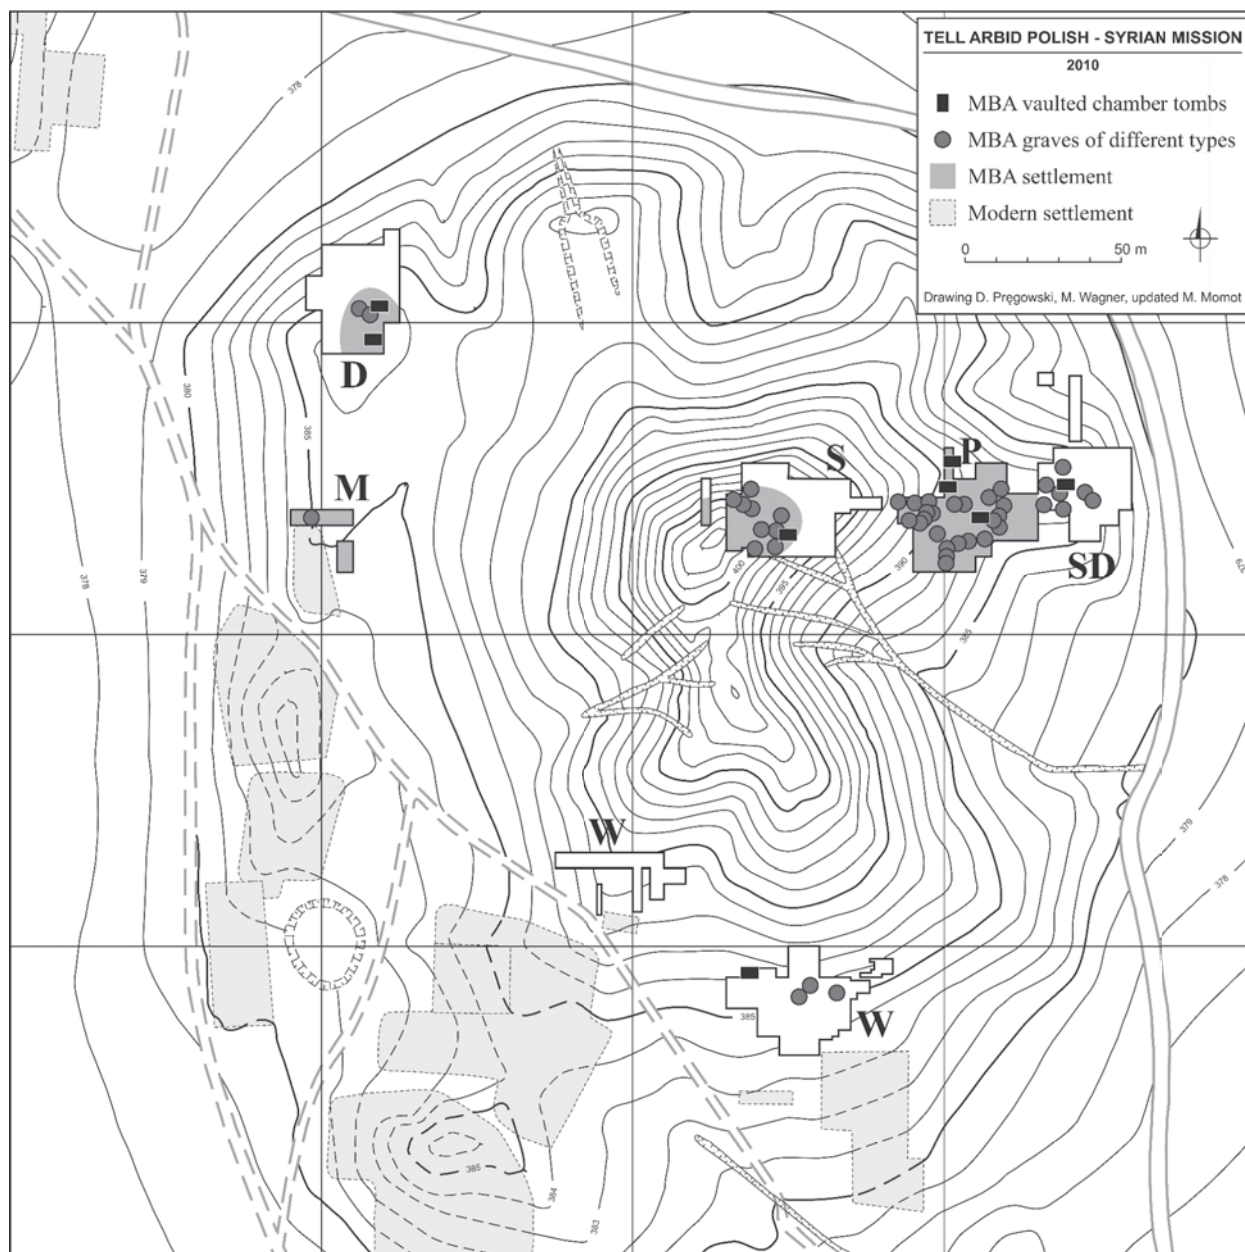 TELL ARBID POLISH - SYRIAN MISSION
2010
MBA vaulted chamber tombs
MBA graves of different types
MBA settlement
Modern settlement
0 50 m
Drawing D. Pręgowski, M. Wagner, updated M. Momot
378
380
D
385
M
S
P
SD
400
395
390
385
379
378
379
378
379
W
W
385
385
384
383